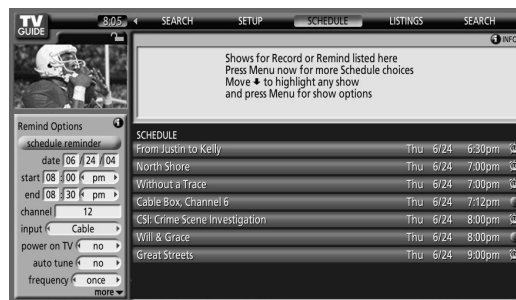 TV GUIDE
8:05
SEARCH SETUP SCHEDULE LISTINGS SEARCH
INFO
Shows for Record or Remind listed here
Press Menu now for more Schedule choices
Move to highlight any show
and press Menu for show options
Remind Options
schedule reminder
date 06 / 24 / 04
start 08 : 00 pm
end 08 : 30 pm
channel 12
input Cable
power on TV no
auto tune no
frequency once
more
SCHEDULE
From Justin to Kelly Thu 6/24 6:30pm
North Shore Thu 6/24 7:00pm
Without a Trace Thu 6/24 7:00pm
Cable Box, Channel 6 Thu 6/24 7:12pm
CSI: Crime Scene Investigation Thu 6/24 8:00pm
Will & Grace Thu 6/24 8:00pm
Great Streets Thu 6/24 9:00pm